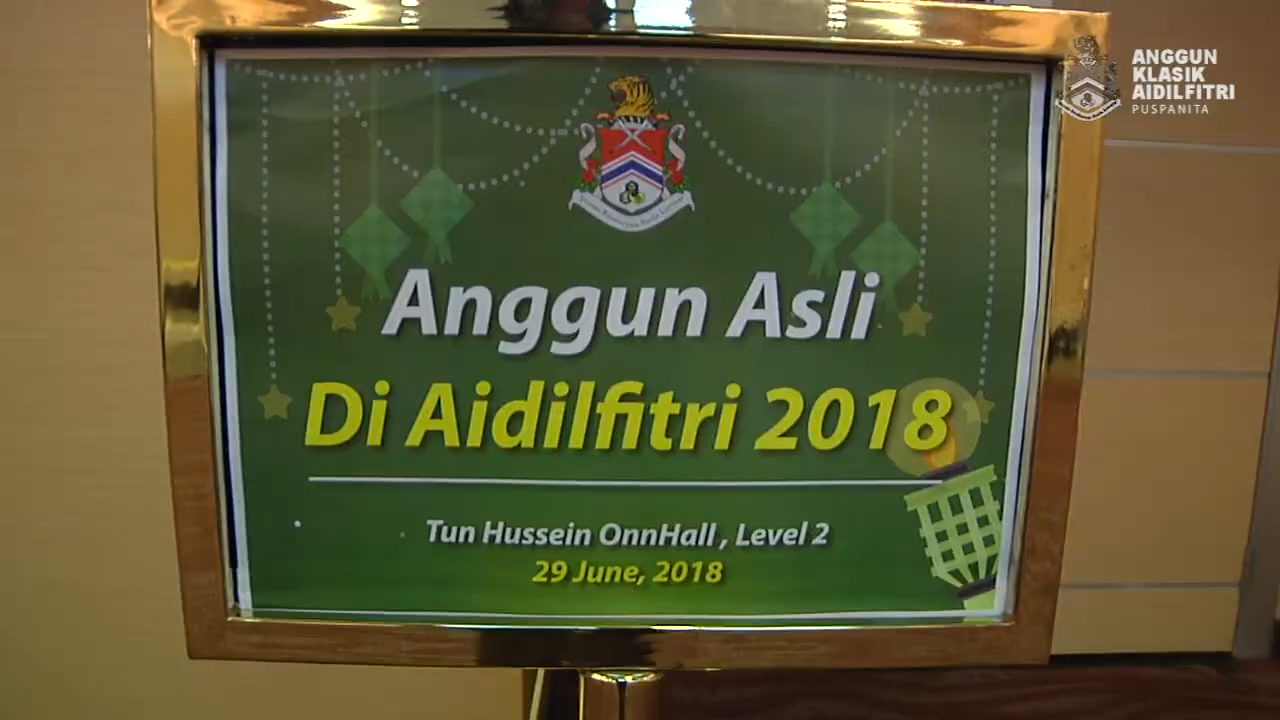 ANGGUN
KLASIK
AIDILFITRI
PUSPANITA
Anggun Asli
Di Aidilfitri 2018
Tun Hussein OnnHall , Level 2
29 June, 2018